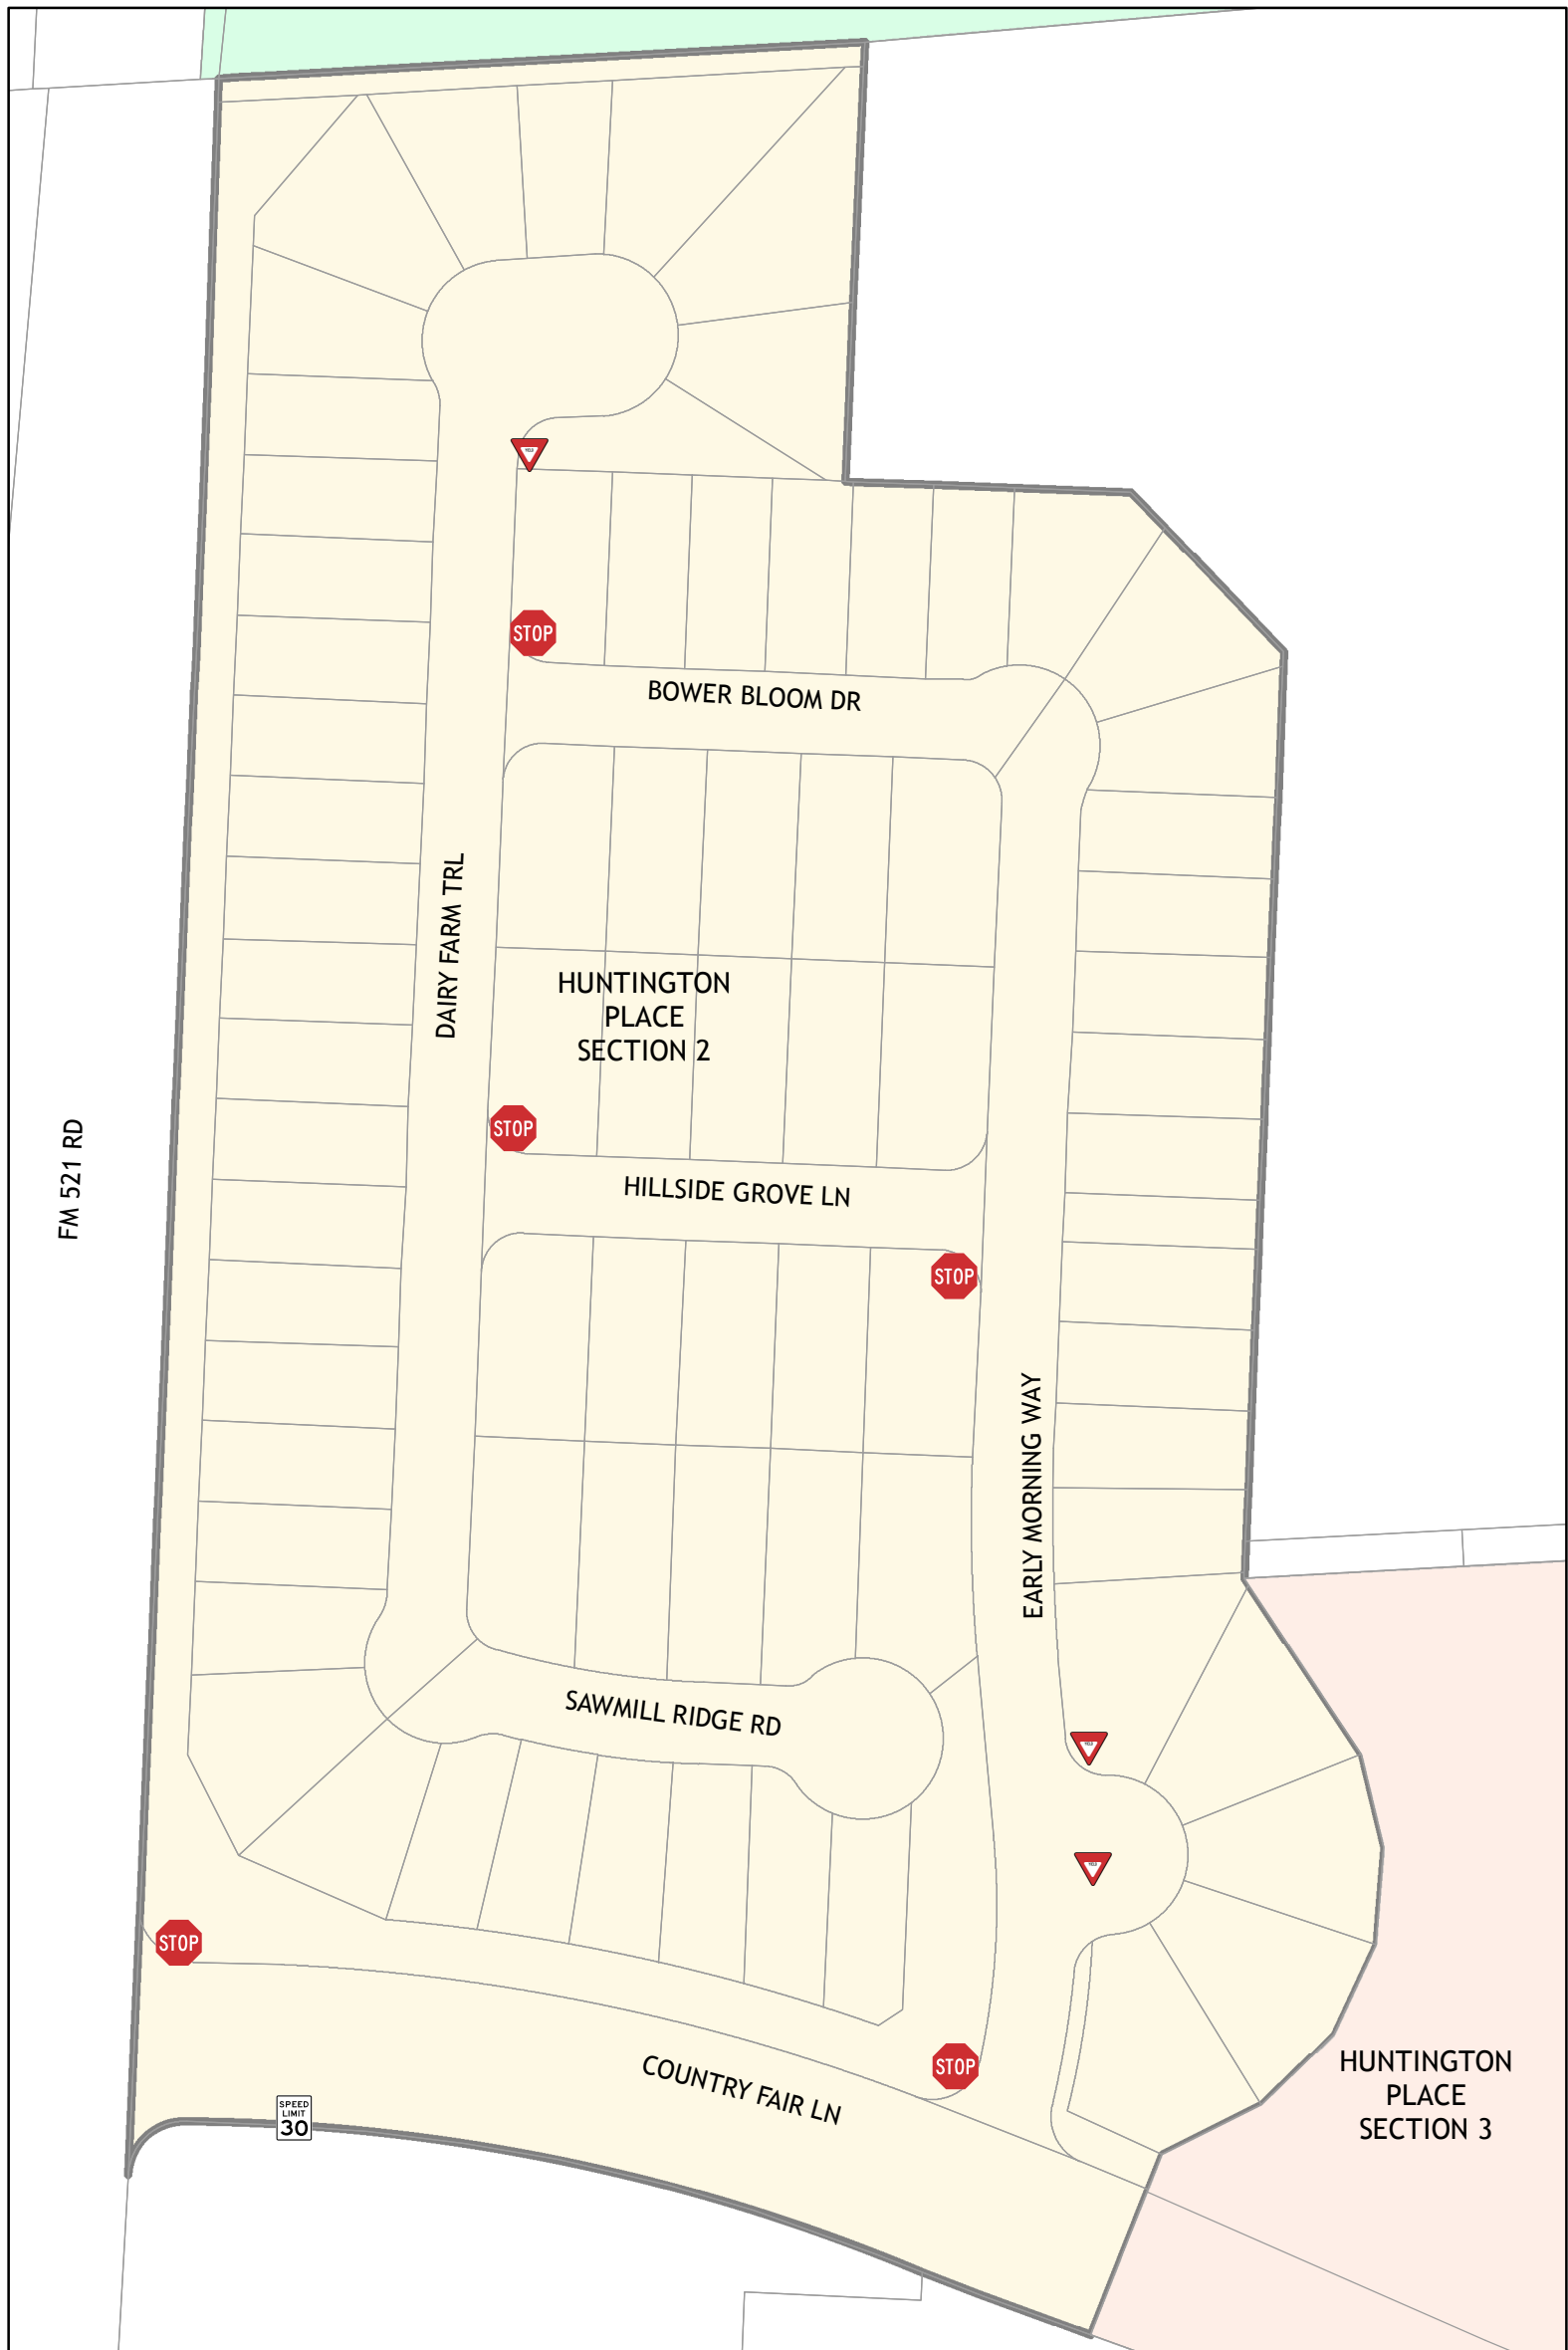 STOP
BOWER BLOOM DR
DAIRY FARM TRL
HUNTINGTON
PLACE
SECTION 2
STOP
FM 521 RD
HILLSIDE GROVE LN
STOP
EARLY MORNING WAY
SAWMILL RIDGE RD
STOP
STOP
HUNTINGTON
PLACE
SECTION 3
COUNTRY FAIR LN
SPEED
LIMIT
30